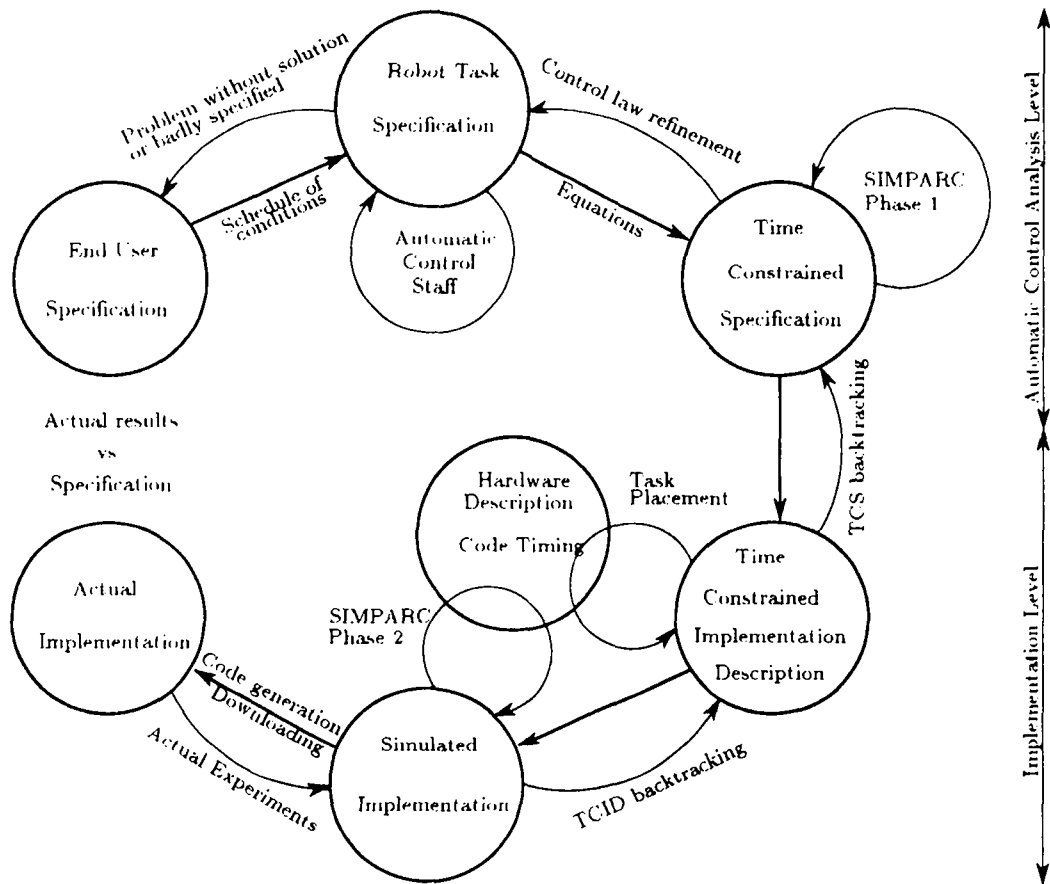 Problem without solution
or badly specified
Robot Task
Specification
Control law refinement
SIMPARC
Phase 1
Automatic Control Analysis Level
Schedule of
conditions
Equations
End User
Specification
Automatic
Control
Staff
Time
Constrained
Specification
TCS backtracking
Actual results
vs
Specification
Hardware
Description
Code Timing
Task
Placement
Actual
Implementation
SIMPARC
Phase 2
Time
Constrained
Implementation
Description
Implementation Level
Code generation
Downloading
Actual Experiments
Simulated
Implementation
TCID backtracking